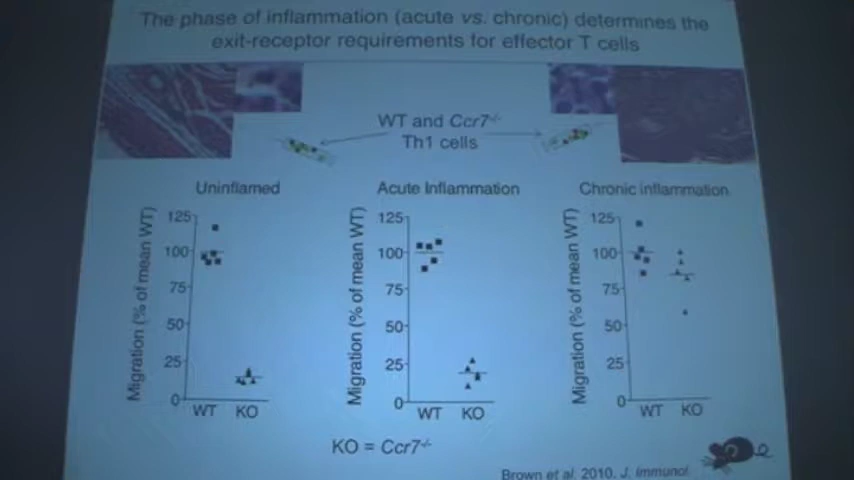 The phase of inflammation (acute vs. chronic) determines the
exit-receptor requirements for effector T cells
WT and Ccr7-/-
Th1 cells
Uninflamed
Acute Inflammation
Chronic inflammation
Migration (% of mean WT)
125
100
75
50
25
0
WT KO
Migration (% of mean WT)
125
100
75
50
25
0
WT KO
Migration (% of mean WT)
125
100
75
50
25
0
WT KO
KO = Ccr7-/-
Brown et al. 2010. J. Immunol.